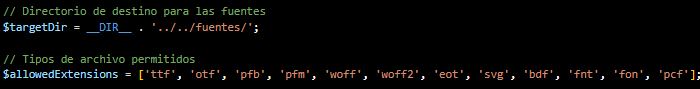 // Directorio de destino para las fuentes
$targetDir = __DIR__ . '../../fuentes/';
// Tipos de archivo permitidos
$allowedExtensions = ['ttf', 'otf', 'pfb', 'pfm', 'woff', 'woff2', 'eot', 'svg', 'bdf', 'fnt', 'fon', 'pcf'];